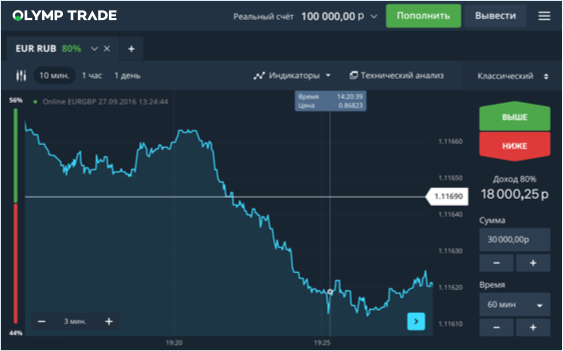 OLYMP TRADE
Реальный счёт 100 000,00 р
Пополнить
Вывести
EUR RUB 80%
+
10 мин. 1 час 1 день
Индикаторы
Технический анализ
Классический
56%
Online EURGBP 27.09.2016 13:24:44
Время 14:20:39
Цена 0.86823
ВЫШЕ
НИЖЕ
1.11660
1.11650
1.11690
1.11640
1.11630
1.11620
1.11610
Доход 80%
18 000,25 р
Сумма
30 000,00р
− +
Время
60 мин
− +
− 3 мин. +
44%
19:20 19:25